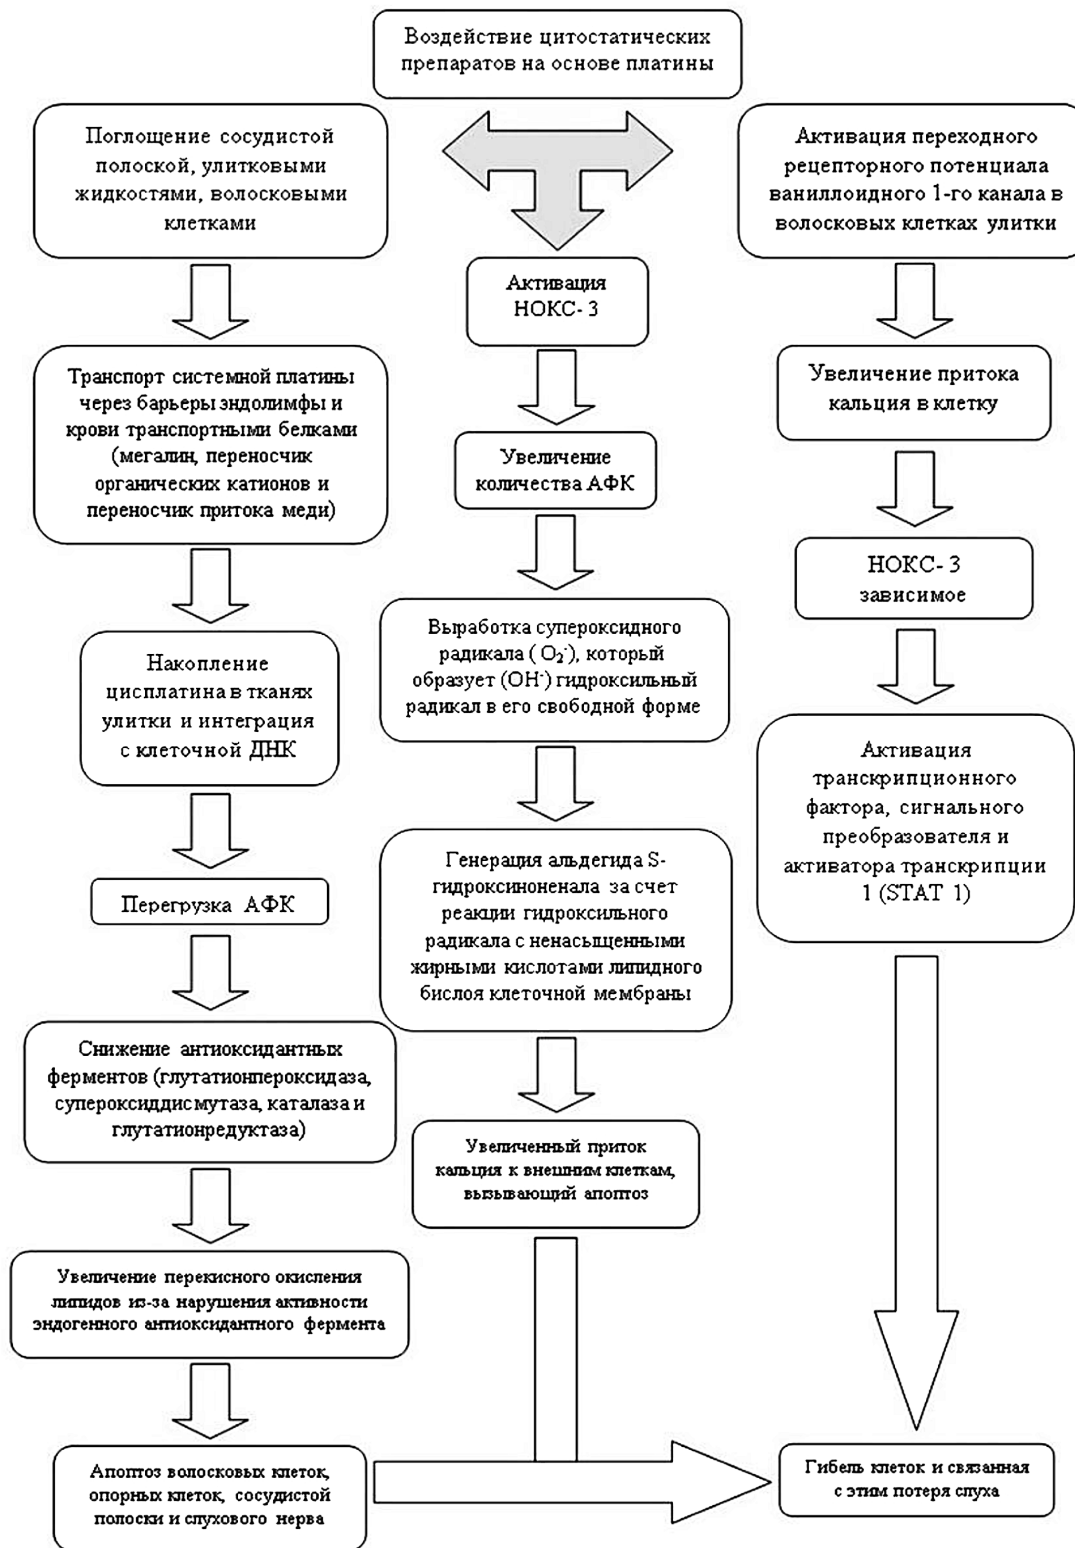 Воздействие цитостатических
препаратов на основе платины
Поглощение сосудистой
полоской, улитковыми
жидкостями, волосковыми
клетками
Транспорт системной платины
через барьеры эндолимфы и
крови транспортными белками
(мегалин, переносчик
органических катионов и
переносчик притока меди)
Накопление
цисплатина в тканях
улитки и интеграция
с клеточной ДНК
Перегрузка АФК
Снижение антиоксидантных
ферментов (глутатионпероксидаза,
супероксиддисмутаза, каталаза и
глутатионредуктаза)
Увеличение перекисного окисления
липидов из-за нарушения активности
эндогенного антиоксидантного фермента
Апоптоз волосковых клеток,
опорных клеток, сосудистой
полоски и слухового нерва
Активация
НОКС- 3
Увеличение
количества АФК
Выработка супероксидного
радикала ( O₂⁻), который
образует (OH⁻) гидроксильный
радикал в его свободной форме
Генерация альдегида S-
гидроксиноненала за счет
реакции гидроксильного
радикала с ненасыщенными
жирными кислотами липидного
бислоя клеточной мембраны
Увеличенный приток
кальция к внешним клеткам,
вызывающий апоптоз
Активация переходного
рецепторного потенциала
ваниллоидного 1-го канала в
волосковых клетках улитки
Увеличение притока
кальция в клетку
НОКС- 3
зависимое
Активация
транскрипционного
фактора, сигнального
преобразователя и
активатора транскрипции
1 (STAT 1)
Гибель клеток и связанная
с этим потеря слуха